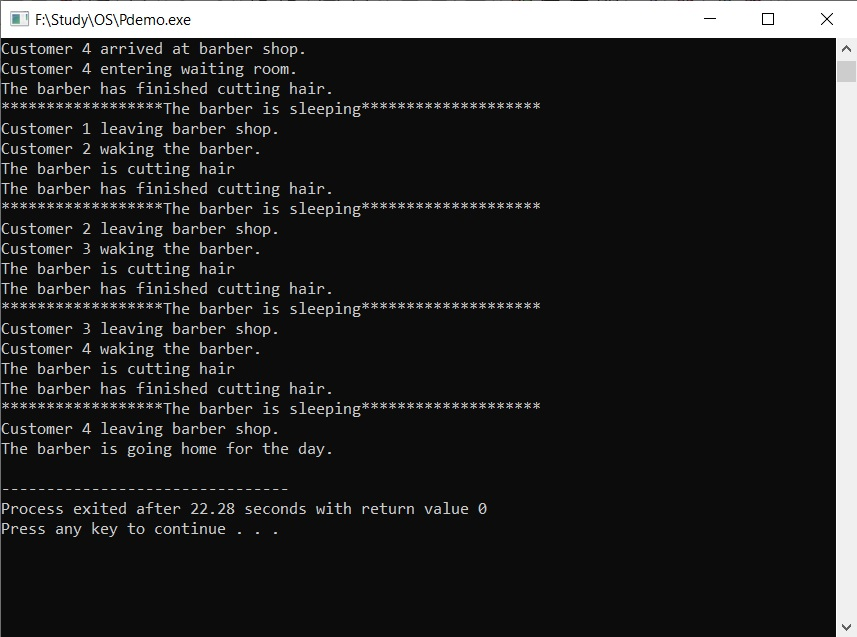 F:\Study\OS\Pdemo.exe
Customer 4 arrived at barber shop.
Customer 4 entering waiting room.
The barber has finished cutting hair.
******************The barber is sleeping********************
Customer 1 leaving barber shop.
Customer 2 waking the barber.
The barber is cutting hair
The barber has finished cutting hair.
******************The barber is sleeping********************
Customer 2 leaving barber shop.
Customer 3 waking the barber.
The barber is cutting hair
The barber has finished cutting hair.
******************The barber is sleeping********************
Customer 3 leaving barber shop.
Customer 4 waking the barber.
The barber is cutting hair
The barber has finished cutting hair.
******************The barber is sleeping********************
Customer 4 leaving barber shop.
The barber is going home for the day.
--------------------------------
Process exited after 22.28 seconds with return value 0
Press any key to continue . . .